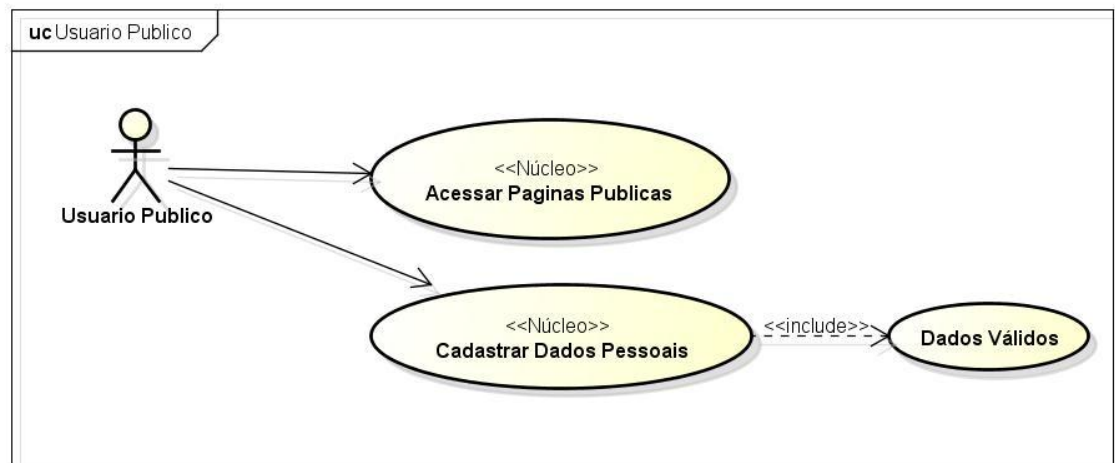 uc Usuario Publico
<<Núcleo>>
Acessar Paginas Publicas
Usuario Publico
<<Núcleo>>
Cadastrar Dados Pessoais
<<include>>
Dados Válidos